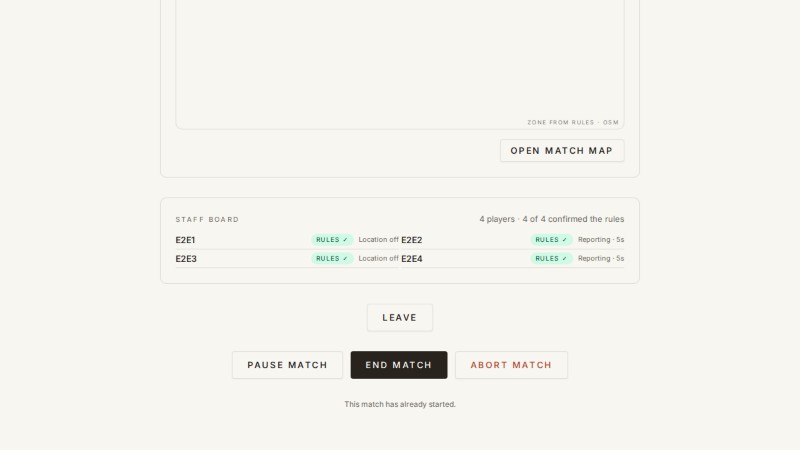 ZONE FROM RULES · OSM
OPEN MATCH MAP
STAFF BOARD 4 players · 4 of 4 confirmed the rules
E2E1 RULES ✓ Location off E2E2 RULES ✓ Reporting · 5s
E2E3 RULES ✓ Location off E2E4 RULES ✓ Reporting · 5s
LEAVE
PAUSE MATCH END MATCH ABORT MATCH
This match has already started.